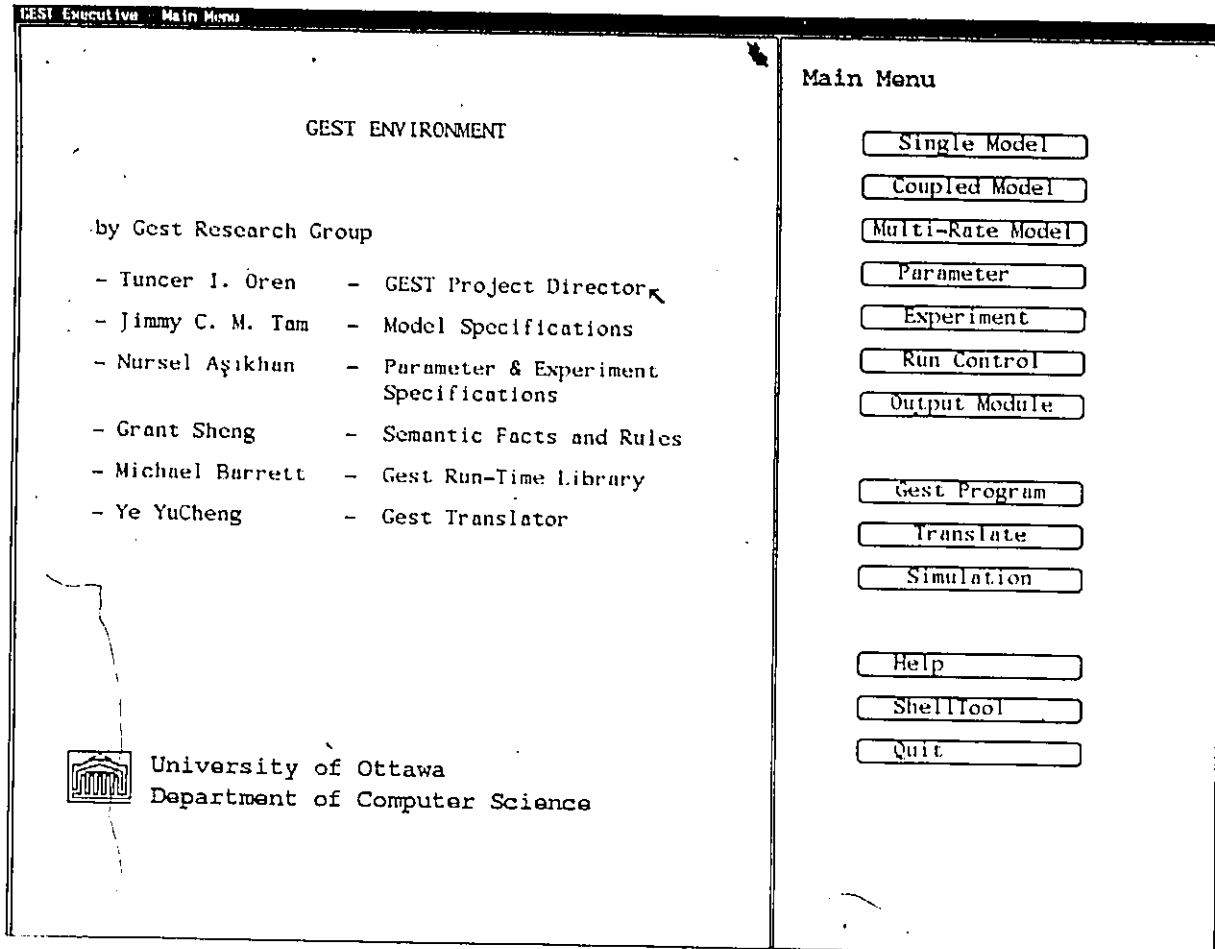 GEST Executive - Main Menu
GEST ENVIRONMENT
by Gest Research Group
- Tuncer I. Oren - GEST Project Director
- Jimmy C. M. Tam - Model Specifications
- Nursel Aşıkhan - Parameter & Experiment
Specifications
- Grant Sheng - Semantic Facts and Rules
- Michael Barrett - Gest Run-Time Library
- Ye YuCheng - Gest Translator
University of Ottawa
Department of Computer Science
Main Menu
Single Model
Coupled Model
Multi-Rate Model
Parameter
Experiment
Run Control
Output Module
Gest Program
Translate
Simulation
Help
ShellTool
Quit